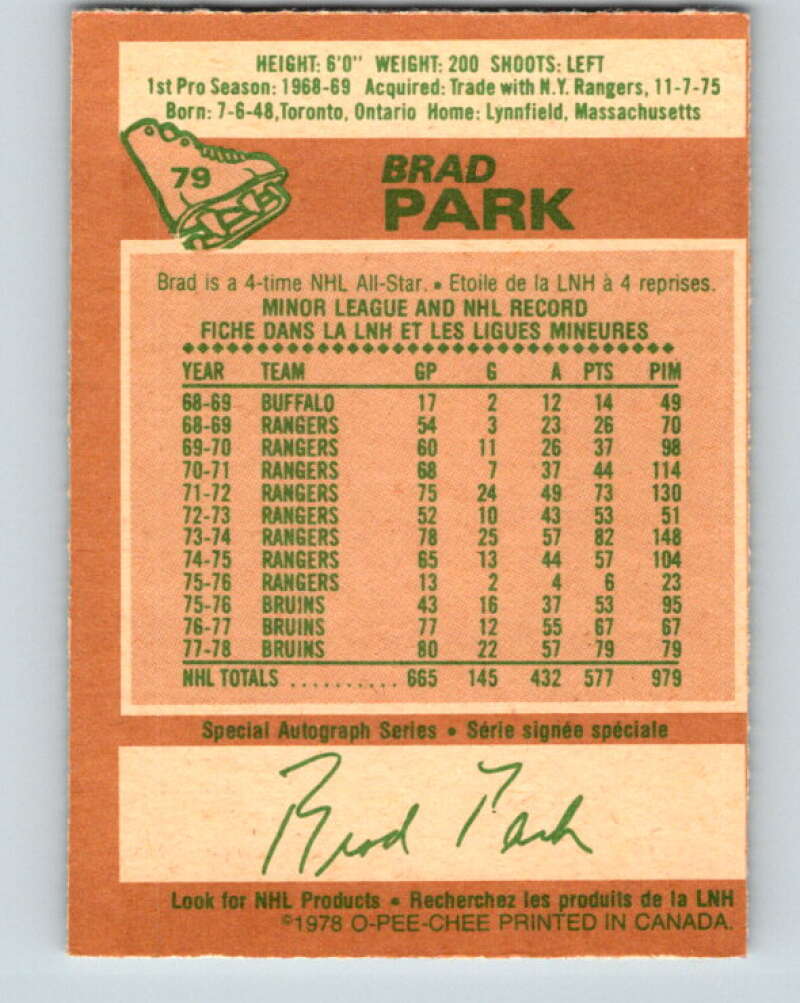 HEIGHT: 6'0" WEIGHT: 200 SHOOTS: LEFT
1st Pro Season: 1968-69 Acquired: Trade with N.Y. Rangers, 11-7-75
Born: 7-6-48, Toronto, Ontario Home: Lynnfield, Massachusetts
79
BRAD
PARK
Brad is a 4-time NHL All-Star. • Etoile de la LNH à 4 reprises.
MINOR LEAGUE AND NHL RECORD
FICHE DANS LA LNH ET LES LIGUES MINEURES
YEAR TEAM GP G A PTS PIM
68-69 BUFFALO 17 2 12 14 49
68-69 RANGERS 54 3 23 26 70
69-70 RANGERS 60 11 26 37 98
70-71 RANGERS 68 7 37 44 114
71-72 RANGERS 75 24 49 73 130
72-73 RANGERS 52 10 43 53 51
73-74 RANGERS 78 25 57 82 148
74-75 RANGERS 65 13 44 57 104
75-76 RANGERS 13 2 4 6 23
75-76 BRUINS 43 16 37 53 95
76-77 BRUINS 77 12 55 67 67
77-78 BRUINS 80 22 57 79 79
NHL TOTALS .......... 665 145 432 577 979
Special Autograph Series • Série signée spéciale
Brad Park
Look for NHL Products • Recherchez les produits de la LNH
©1978 O-PEE-CHEE PRINTED IN CANADA.